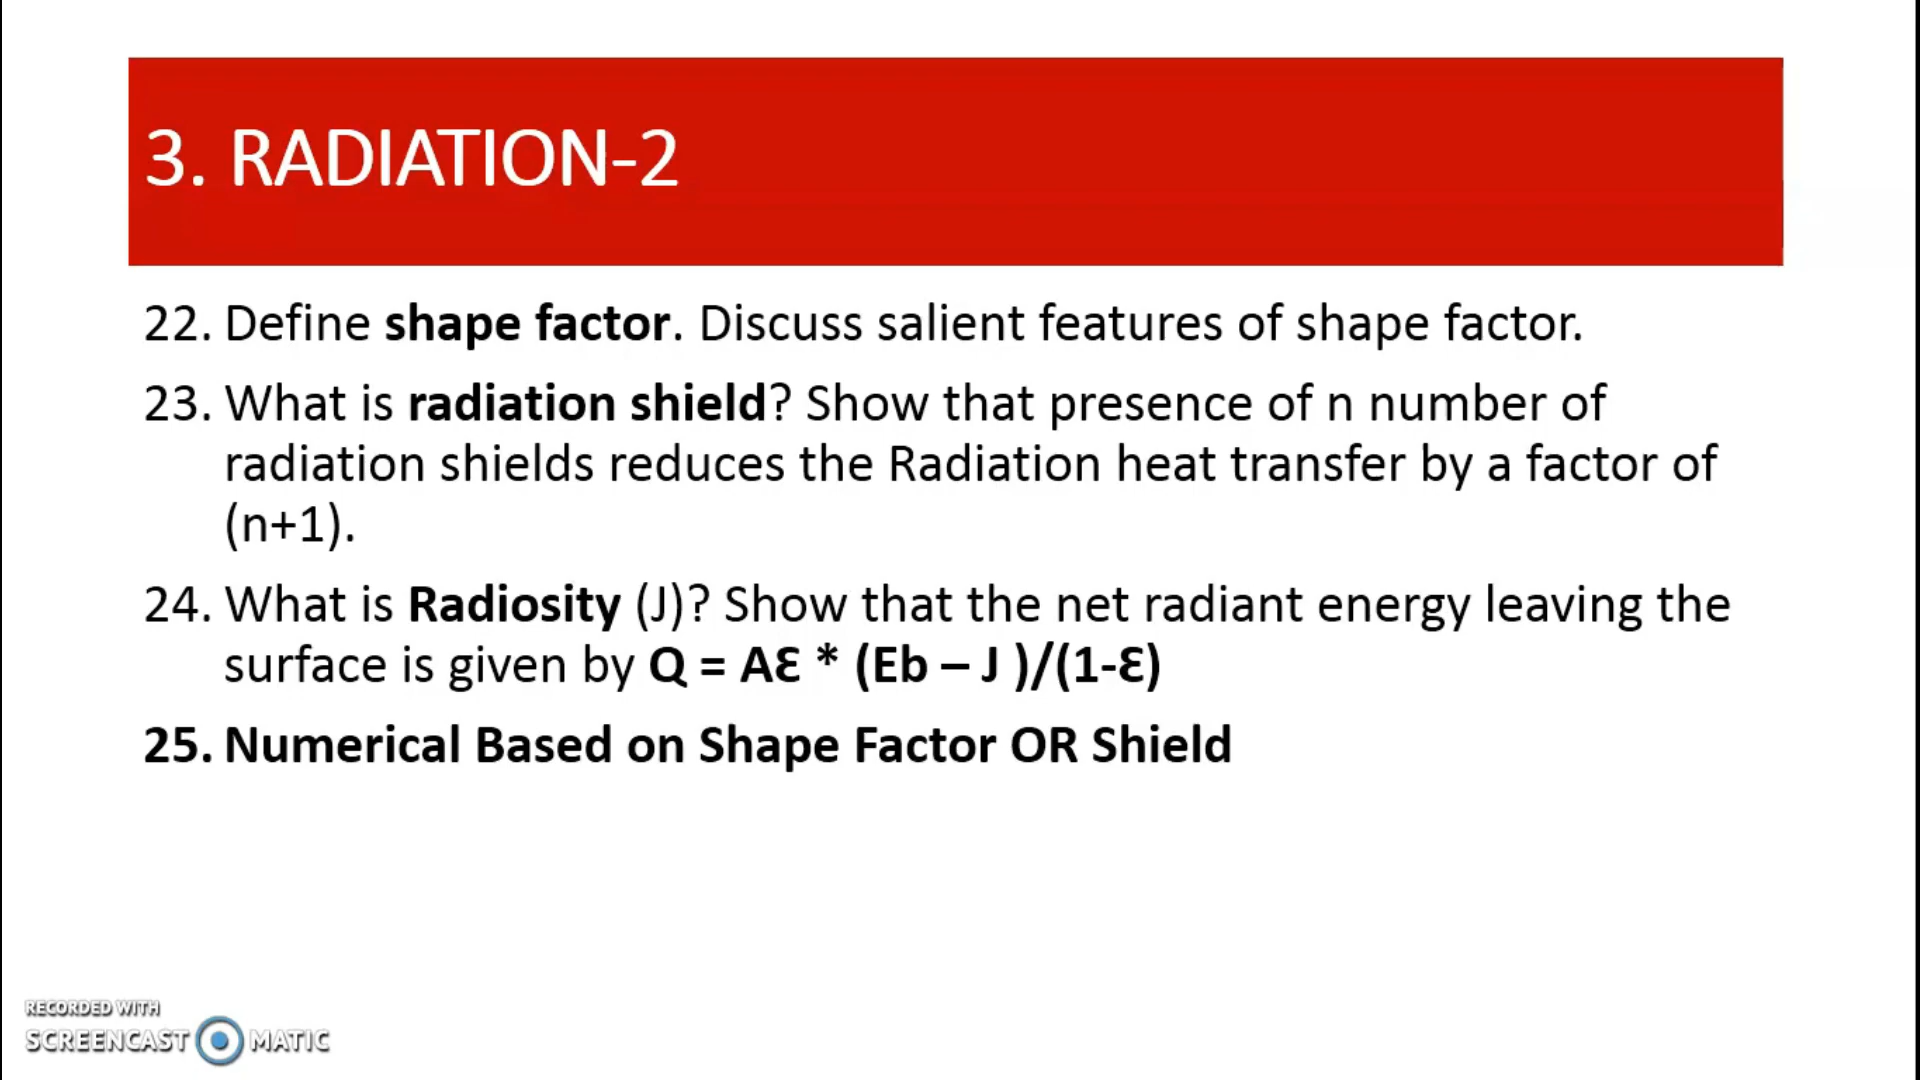 3. RADIATION-2
22. Define shape factor. Discuss salient features of shape factor.
23. What is radiation shield? Show that presence of n number of
radiation shields reduces the Radiation heat transfer by a factor of
(n+1).
24. What is Radiosity (J)? Show that the net radiant energy leaving the
surface is given by Q = AƐ * (Eb – J )/(1-Ɛ)
25. Numerical Based on Shape Factor OR Shield
RECORDED WITH
SCREENCAST MATIC